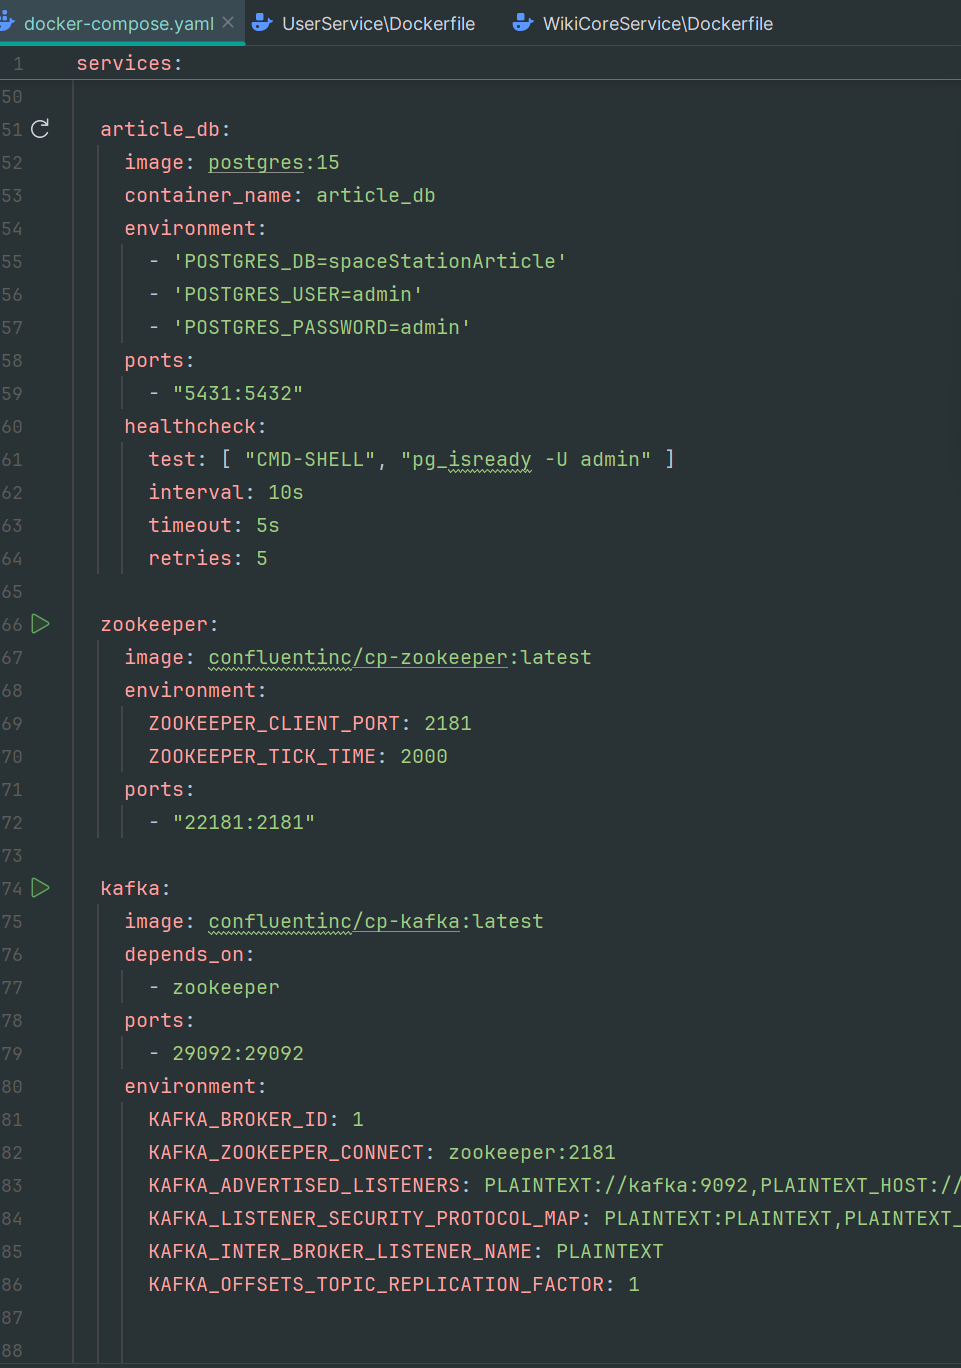 docker-compose.yaml UserService\Dockerfile WikiCoreService\Dockerfile
1 services:
50
51 article_db:
52 image: postgres:15
53 container_name: article_db
54 environment:
55 - 'POSTGRES_DB=spaceStationArticle'
56 - 'POSTGRES_USER=admin'
57 - 'POSTGRES_PASSWORD=admin'
58 ports:
59 - "5431:5432"
60 healthcheck:
61 test: [ "CMD-SHELL", "pg_isready -U admin" ]
62 interval: 10s
63 timeout: 5s
64 retries: 5
65
66 zookeeper:
67 image: confluentinc/cp-zookeeper:latest
68 environment:
69 ZOOKEEPER_CLIENT_PORT: 2181
70 ZOOKEEPER_TICK_TIME: 2000
71 ports:
72 - "22181:2181"
73
74 kafka:
75 image: confluentinc/cp-kafka:latest
76 depends_on:
77 - zookeeper
78 ports:
79 - 29092:29092
80 environment:
81 KAFKA_BROKER_ID: 1
82 KAFKA_ZOOKEEPER_CONNECT: zookeeper:2181
83 KAFKA_ADVERTISED_LISTENERS: PLAINTEXT://kafka:9092,PLAINTEXT_HOST://
84 KAFKA_LISTENER_SECURITY_PROTOCOL_MAP: PLAINTEXT:PLAINTEXT,PLAINTEXT_
85 KAFKA_INTER_BROKER_LISTENER_NAME: PLAINTEXT
86 KAFKA_OFFSETS_TOPIC_REPLICATION_FACTOR: 1
87
88